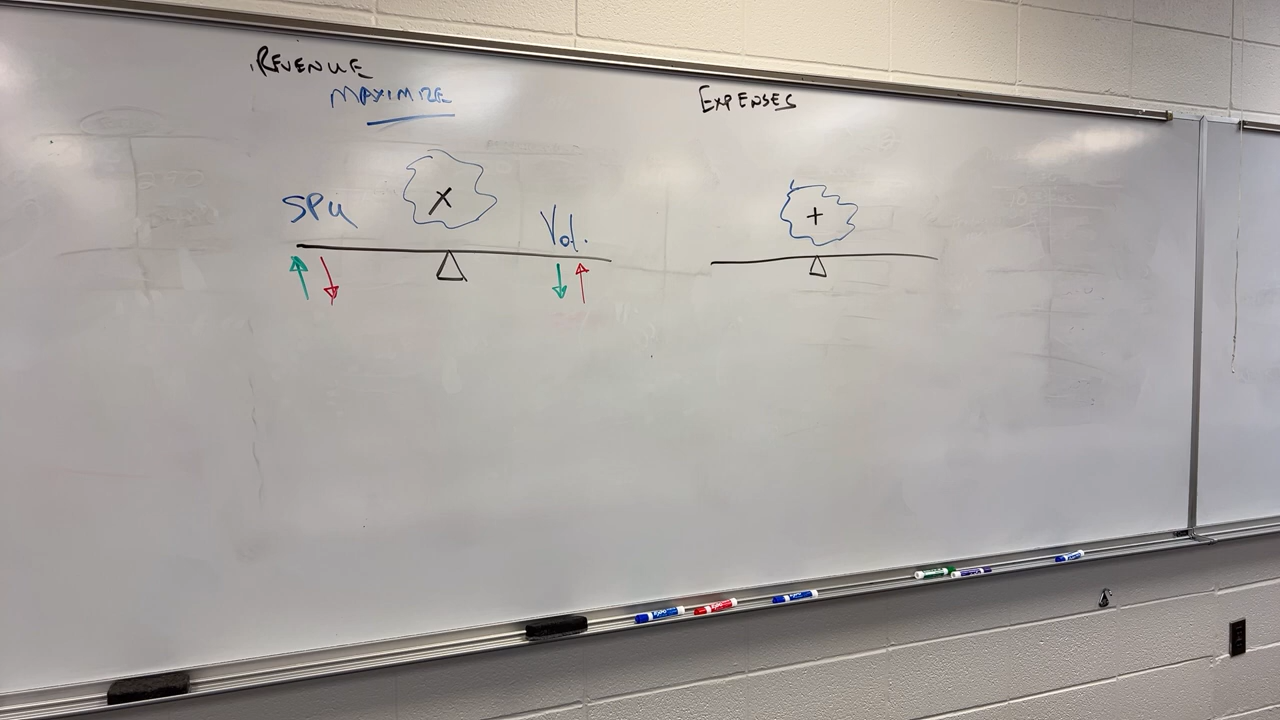 REVENUE
MAXIMIZE
SPU
X
Vol.
EXPENSES
+